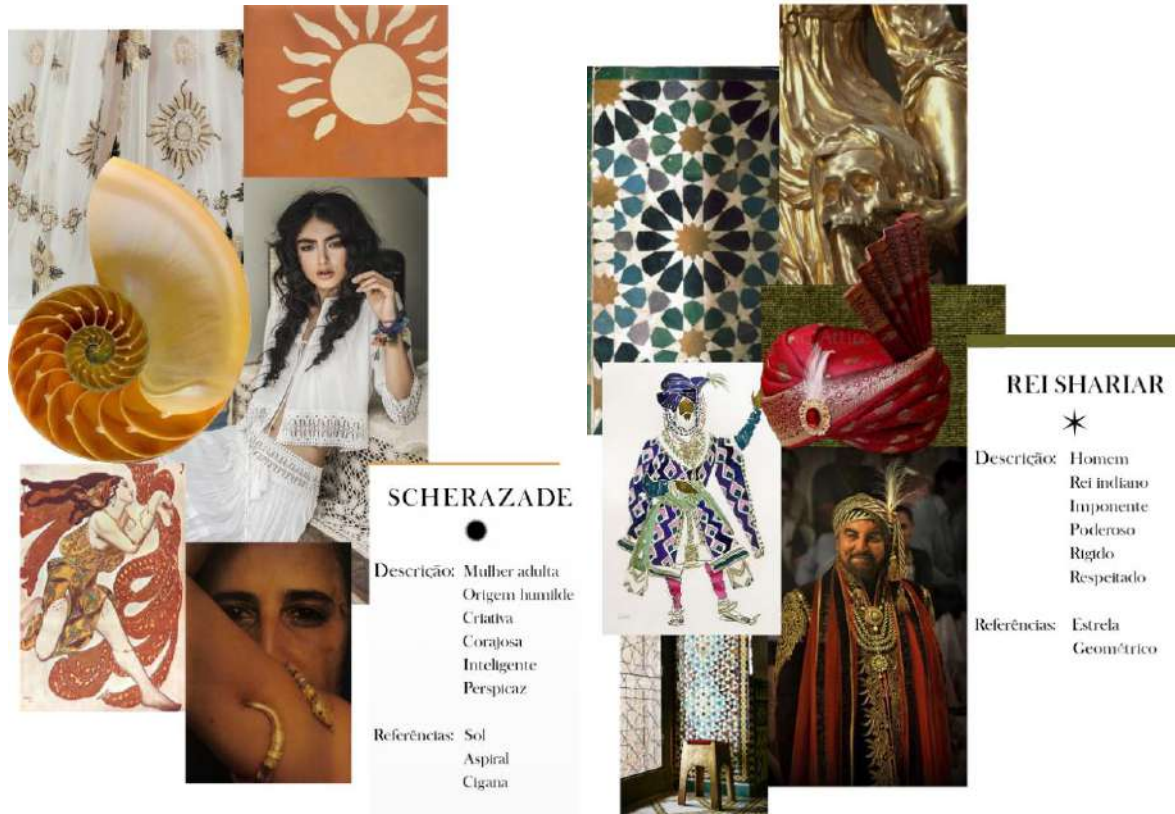 SCHERAZADE
Descrição: Mulher adulta
Origem humilde
Criativa
Corajosa
Inteligente
Perspicaz
Referências: Sol
Aspiral
Cigana
REI SHARIAR
Descrição: Homem
Rei indiano
Imponente
Poderoso
Rígido
Respeitado
Referências: Estrela
Geométrico